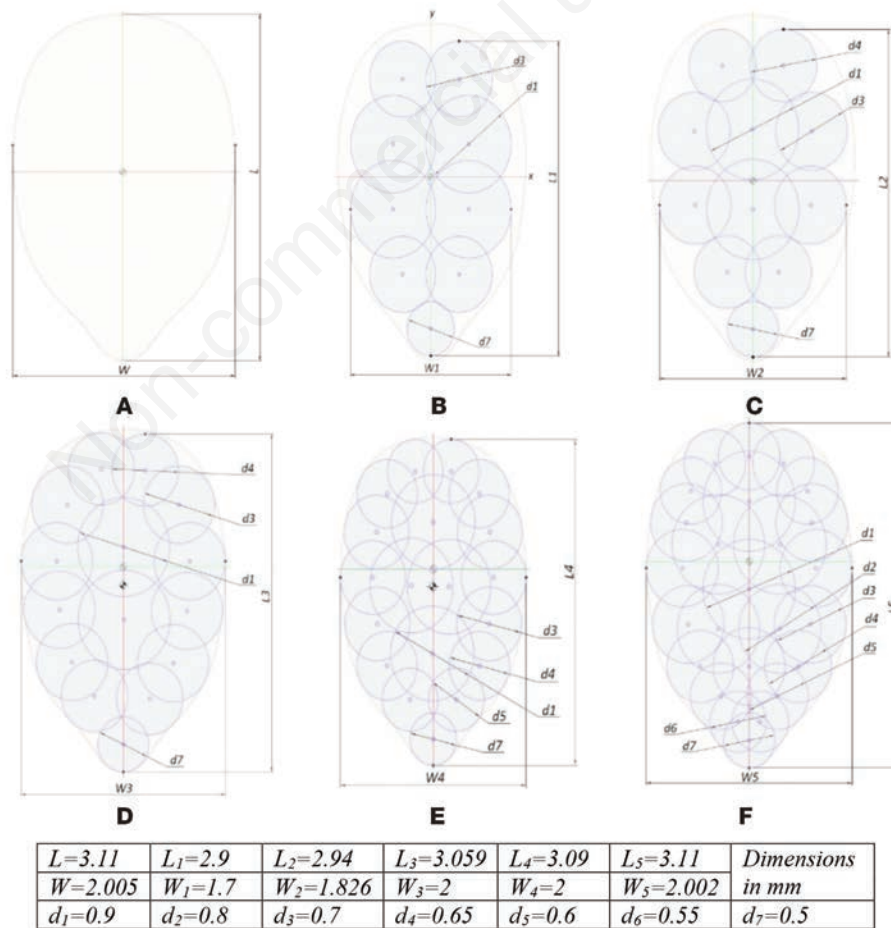 Non-commercial u
L
W
A
y
d3
d1
x
L1
d7
W1
B
d4
d1
d3
L2
d7
W2
C
d4
d3
d1
L3
d7
W3
D
L4
d3
d4
d1
d5
d7
W4
E
d1
d2
d3
d4
d5
d6
d7
W5
F
L=3.11 L1=2.9 L2=2.94 L3=3.059 L4=3.09 L5=3.11 Dimensions
W=2.005 W1=1.7 W2=1.826 W3=2 W4=2 W5=2.002 in mm
d1=0.9 d2=0.8 d3=0.7 d4=0.65 d5=0.6 d6=0.55 d7=0.5